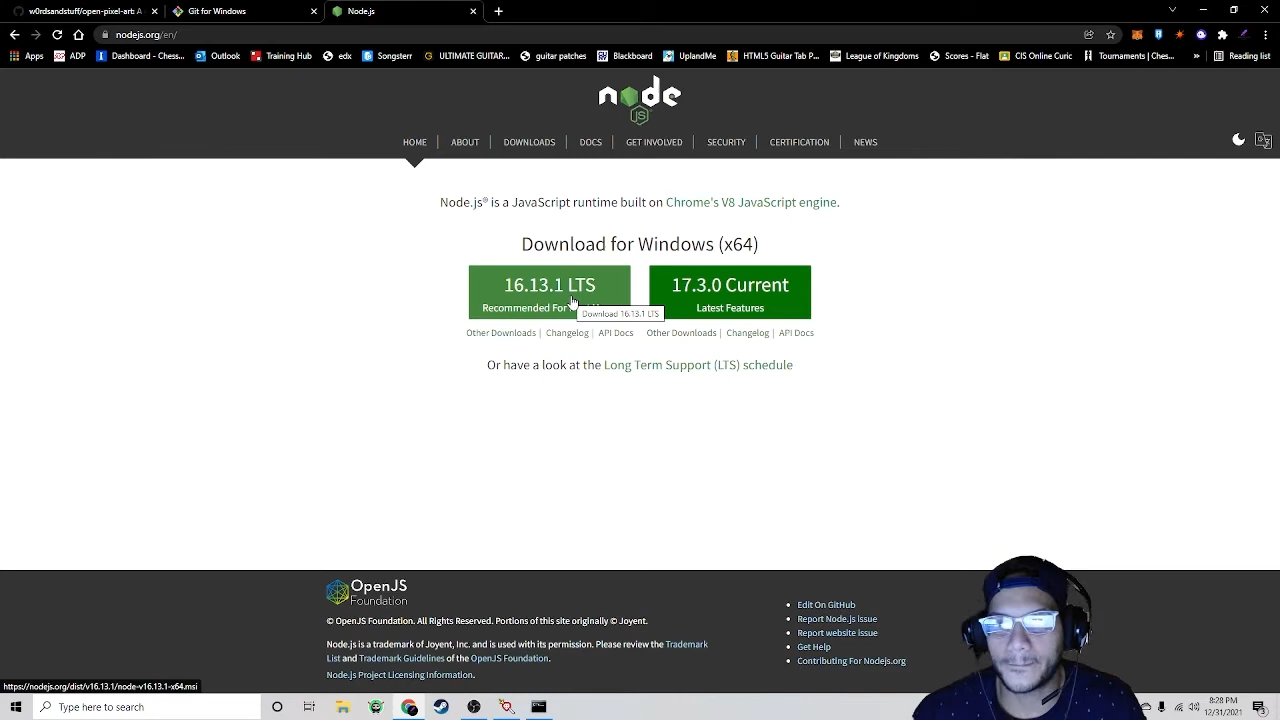 w0rdsandstuff/open-pixel-art A
Git for Windows
Node.js
nodejs.org/en/
Apps
ADP
Dashboard - Chess...
Outlook
Training Hub
edx
Songsterr
ULTIMATE GUITAR...
guitar patches
Blackboard
UplandMe
HTML5 Guitar Tab P...
League of Kingdoms
Scores - Flat
CIS Online Curic
Tournaments | Ches...
»
Reading list
node
JS
HOME | ABOUT | DOWNLOADS | DOCS | GET INVOLVED | SECURITY | CERTIFICATION | NEWS
Node.js® is a JavaScript runtime built on Chrome's V8 JavaScript engine.
Download for Windows (x64)
16.13.1 LTS
Recommended For
17.3.0 Current
Latest Features
Download 16.13.1 LTS
Other Downloads | Changelog | API Docs
Other Downloads | Changelog | API Docs
Or have a look at the Long Term Support (LTS) schedule
OpenJS
Foundation
© OpenJS Foundation. All Rights Reserved. Portions of this site originally © Joyent.
Node.js is a trademark of Joyent, Inc. and is used with its permission. Please review the Trademark
List and Trademark Guidelines of the OpenJS Foundation.
Node.js Project Licensing Information.
Edit On GitHub
Report Node.js issue
Report website issue
Get Help
Contributing For Nodejs.org
https://nodejs.org/dist/v16.13.1/node-v16.13.1-x64.msi
Type here to search
8:28 PM
12/31/2021